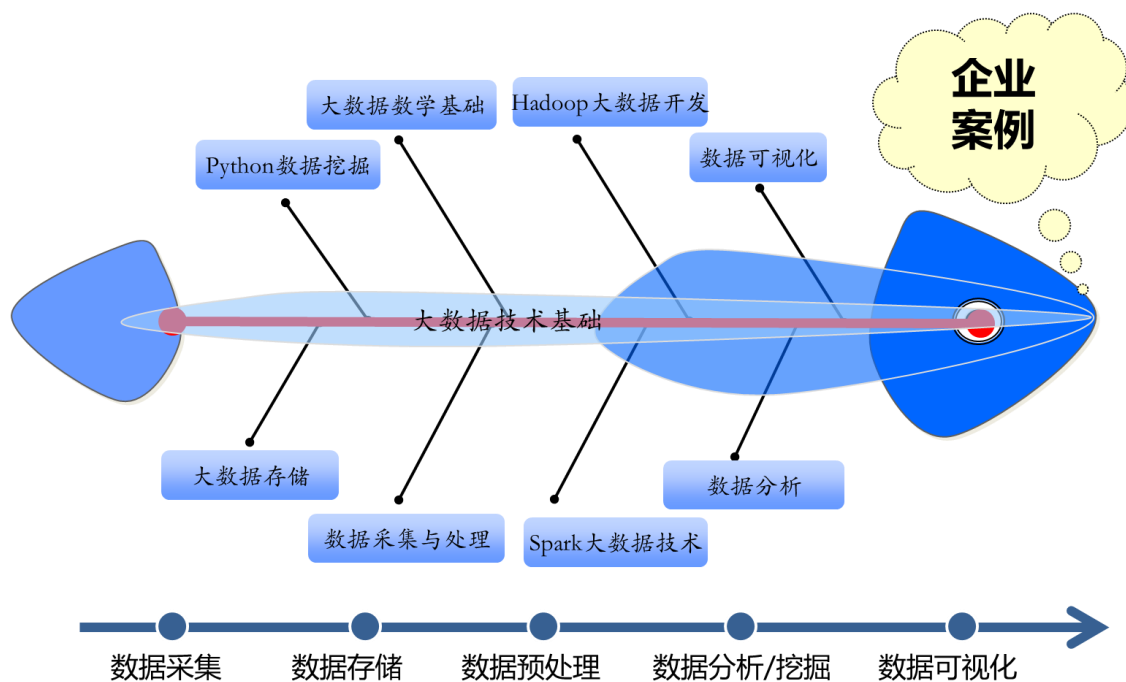 企业
案例
大数据数学基础
Hadoop大数据开发
Python数据挖掘
数据可视化
大数据技术基础
大数据存储
数据分析
数据采集与处理
Spark大数据技术
数据采集
数据存储
数据预处理
数据分析/挖掘
数据可视化